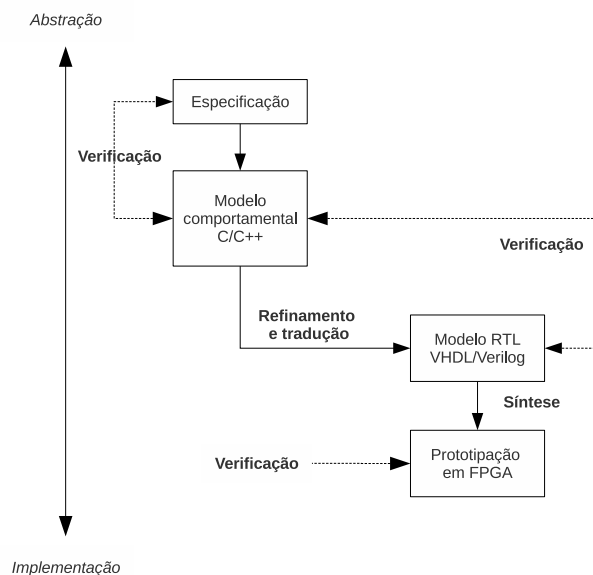 Abstração
Especificação
Verificação
Modelo
comportamental
C/C++
Verificação
Refinamento
e tradução
Modelo RTL
VHDL/Verilog
Síntese
Verificação
Prototipação
em FPGA
Implementação